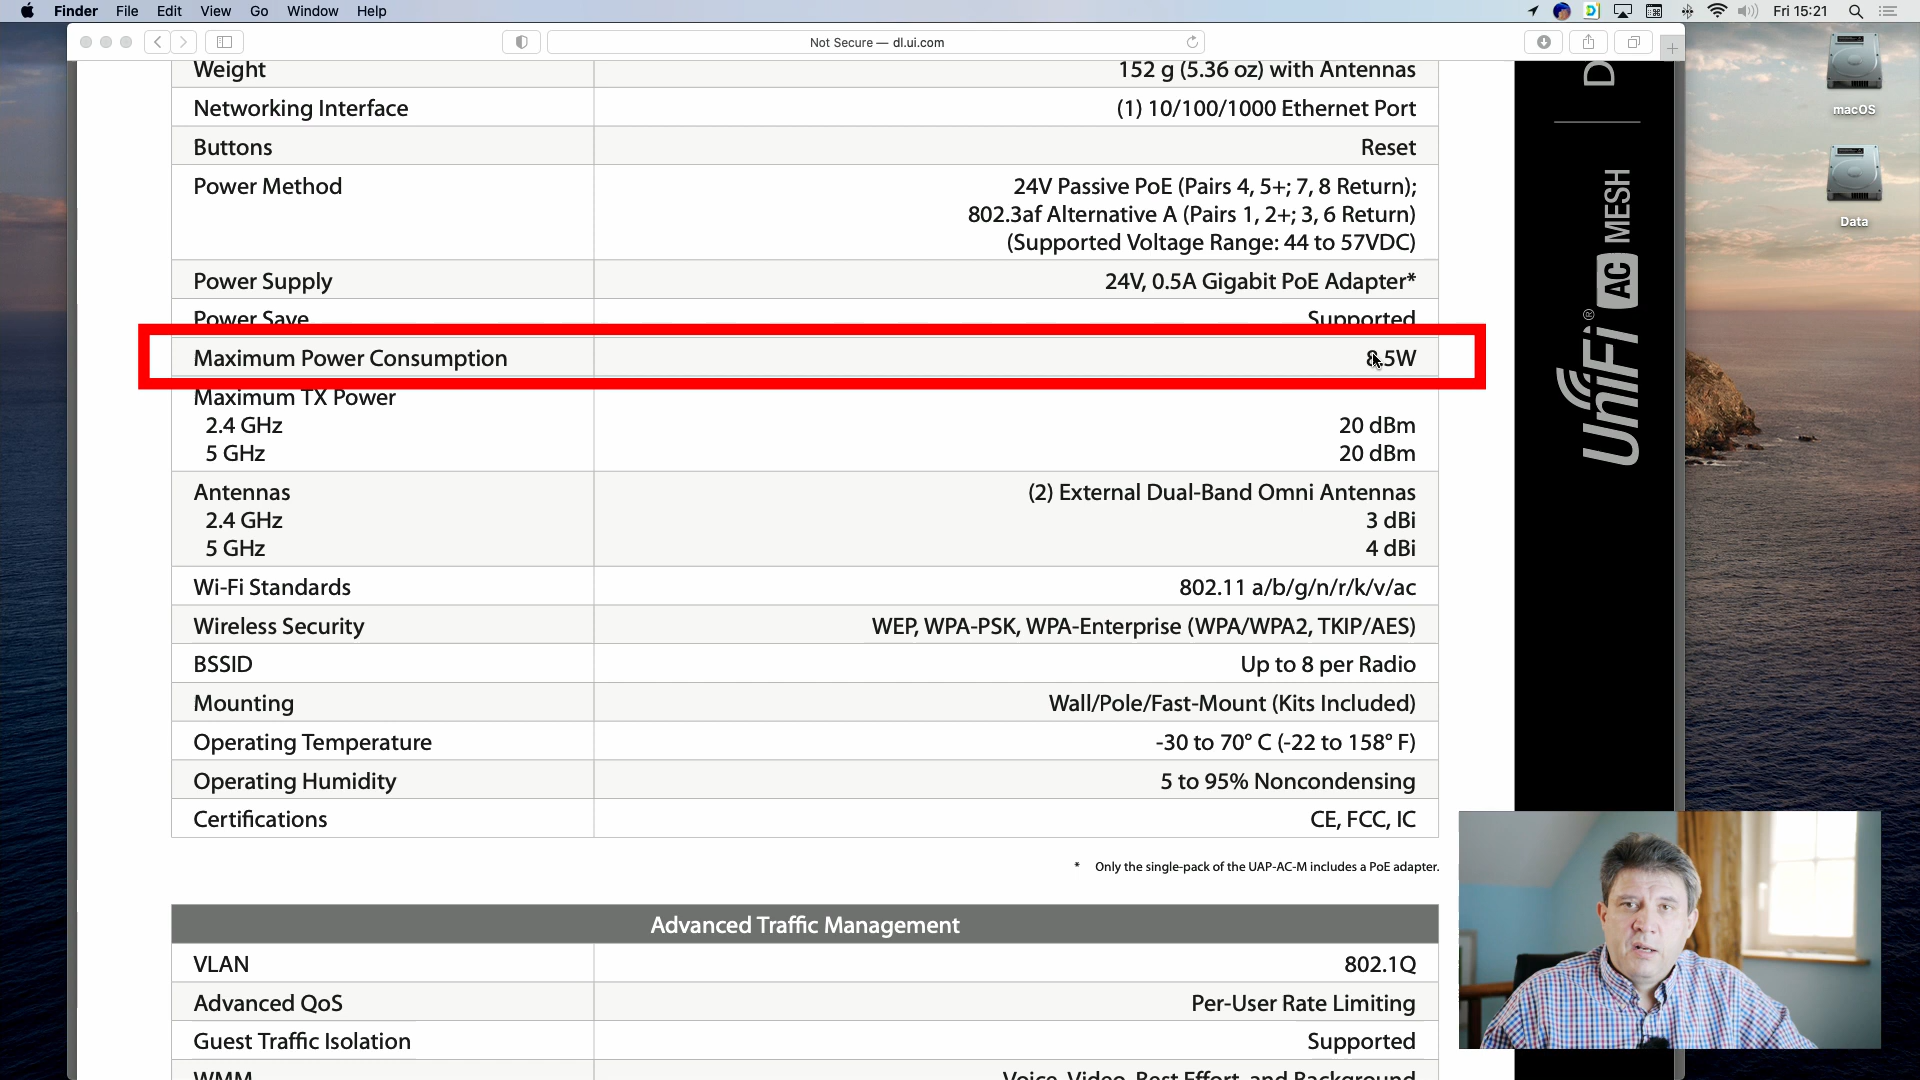 Finder File Edit View Go Window Help
Fri 15:21
Not Secure — dl.ui.com
macOS
Data
Weight 152 g (5.36 oz) with Antennas
Networking Interface (1) 10/100/1000 Ethernet Port
Buttons Reset
Power Method 24V Passive PoE (Pairs 4, 5+; 7, 8 Return);
802.3af Alternative A (Pairs 1, 2+; 3, 6 Return)
(Supported Voltage Range: 44 to 57VDC)
Power Supply 24V, 0.5A Gigabit PoE Adapter*
Power Save Supported
Maximum Power Consumption 8.5W
Maximum TX Power
2.4 GHz 20 dBm
5 GHz 20 dBm
Antennas (2) External Dual-Band Omni Antennas
2.4 GHz 3 dBi
5 GHz 4 dBi
Wi-Fi Standards 802.11 a/b/g/n/r/k/v/ac
Wireless Security WEP, WPA-PSK, WPA-Enterprise (WPA/WPA2, TKIP/AES)
BSSID Up to 8 per Radio
Mounting Wall/Pole/Fast-Mount (Kits Included)
Operating Temperature -30 to 70° C (-22 to 158° F)
Operating Humidity 5 to 95% Noncondensing
Certifications CE, FCC, IC
* Only the single-pack of the UAP-AC-M includes a PoE adapter.
Advanced Traffic Management
VLAN 802.1Q
Advanced QoS Per-User Rate Limiting
Guest Traffic Isolation Supported
WMM Voice, Video, Best Effort, and Background
UniFi® AC MESH
D